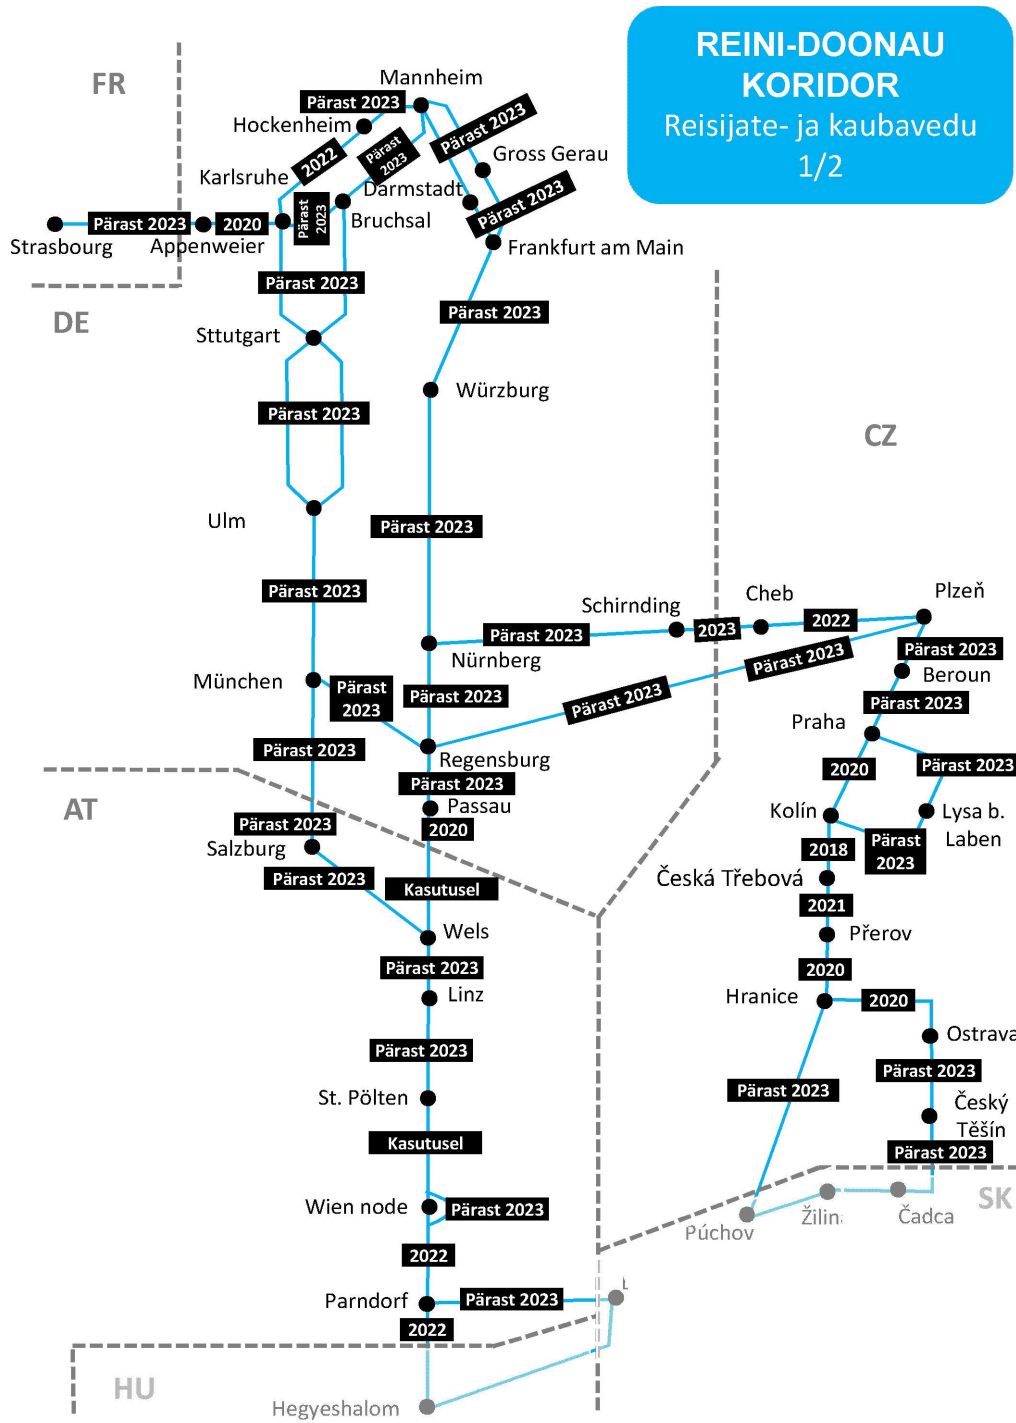 REINI-DOONAU
KORIDOR
Reisijate- ja kaubavedu
1/2
FR
Mannheim
Pärast 2023
Hockenheim
Pärast 2023
2022
Pärast
2023
Gross Gerau
Karlsruhe
Darmstadt
Pärast 2023
Pärast
2023
Bruchsal
Pärast 2023
2020
Strasbourg
Appenweier
Frankfurt am Main
Pärast 2023
DE
Pärast 2023
Sttutgart
Würzburg
Pärast 2023
CZ
Ulm
Pärast 2023
Pärast 2023
Plzeň
Cheb
Schirnding
2022
2023
Pärast 2023
Nürnberg
Pärast 2023
Pärast 2023
Beroun
München
Pärast
2023
Pärast 2023
Pärast 2023
Pärast 2023
Praha
Pärast 2023
Regensburg
2020
Pärast 2023
Pärast 2023
AT
Passau
Kolín
Lysa b.
Laben
Pärast 2023
2020
Salzburg
2018
Pärast
2023
Pärast 2023
Kasutusel
Česká Třebová
2021
Wels
Přerov
Pärast 2023
2020
Linz
Hranice
2020
Ostrava
Pärast 2023
Pärast 2023
Pärast 2023
St. Pölten
Český
Těšín
Kasutusel
Pärast 2023
SK
Wien node
Pärast 2023
Púchov
Žilin
Čadca
2022
Parndorf
Pärast 2023
2022
HU
Hegyeshalom